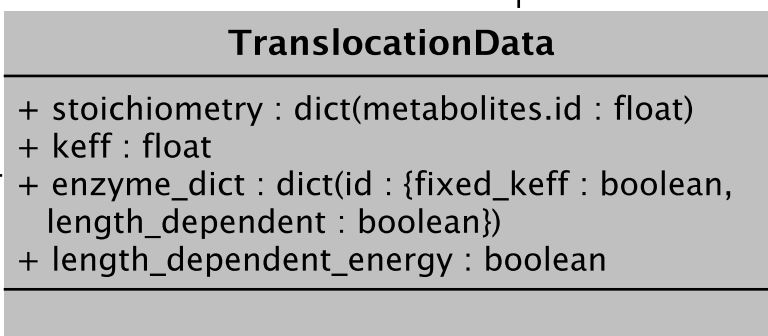 TranslocationData
+ stoichiometry : dict(metabolites.id : float)
+ keff : float
+ enzyme_dict : dict(id : {fixed_keff : boolean,
length_dependent : boolean})
+ length_dependent_energy : boolean